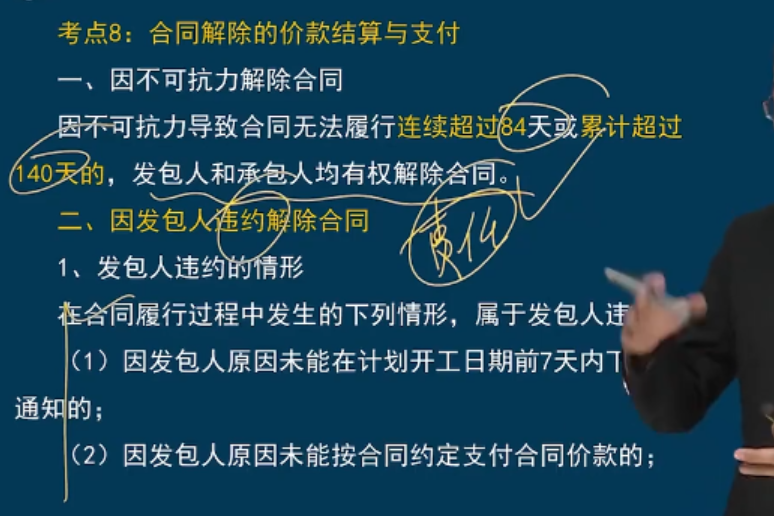 考点8：合同解除的价款结算与支付
一、因不可抗力解除合同
因不可抗力导致合同无法履行连续超过84天或累计超过
140天的，发包人和承包人均有权解除合同。
二、因发包人违约解除合同
责任
1、发包人违约的情形
在合同履行过程中发生的下列情形，属于发包人违
（1）因发包人原因未能在计划开工日期前7天内下
通知的；
（2）因发包人原因未能按合同约定支付合同价款的；